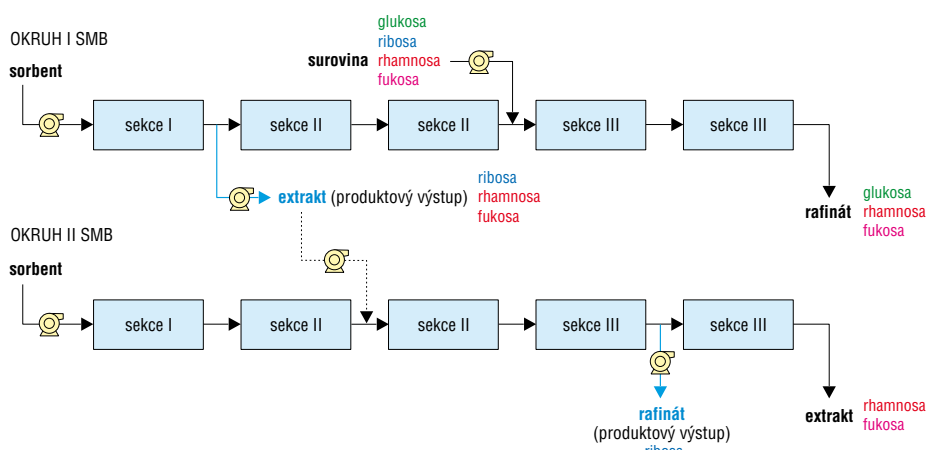 OKRUH I SMB
sorbent
surovina
glukosa
ribosa
rhamnosa
fukosa
sekce I
sekce II
sekce II
sekce III
sekce III
extrakt (produktový výstup)
ribosa
rhamnosa
fukosa
rafinát
glukosa
rhamnosa
fukosa
OKRUH II SMB
sorbent
sekce I
sekce II
sekce II
sekce III
sekce III
rafinát
(produktový výstup)
ribosa
extrakt
rhamnosa
fukosa